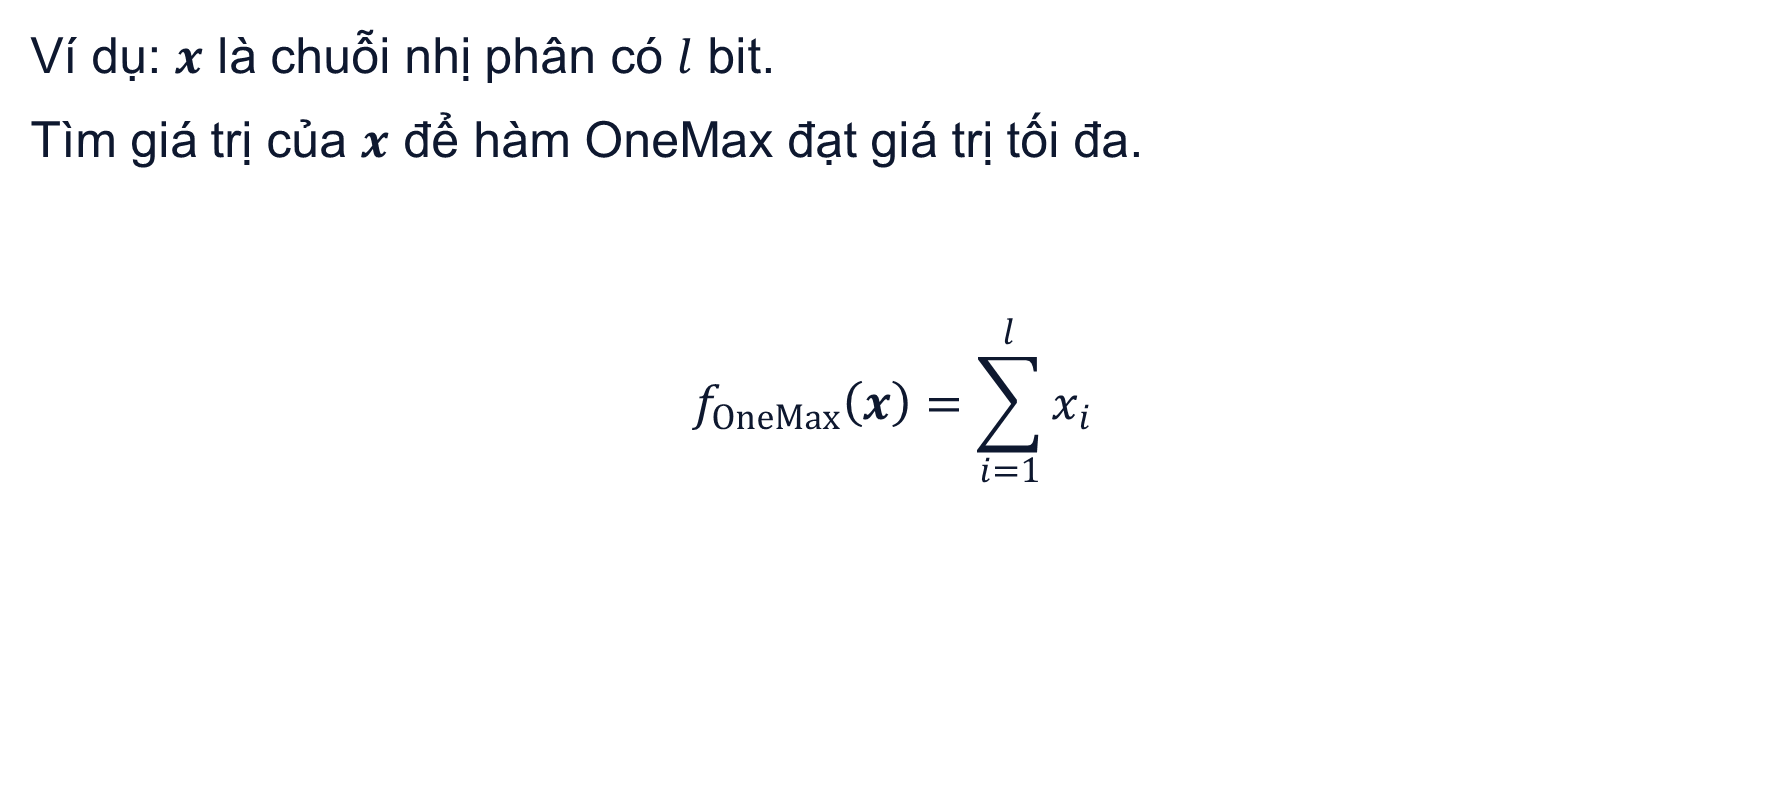 Ví dụ: x là chuỗi nhị phân có l bit.
Tìm giá trị của x để hàm OneMax đạt giá trị tối đa.
f_OneMax(x) = ∑_{i=1}^{l} x_i